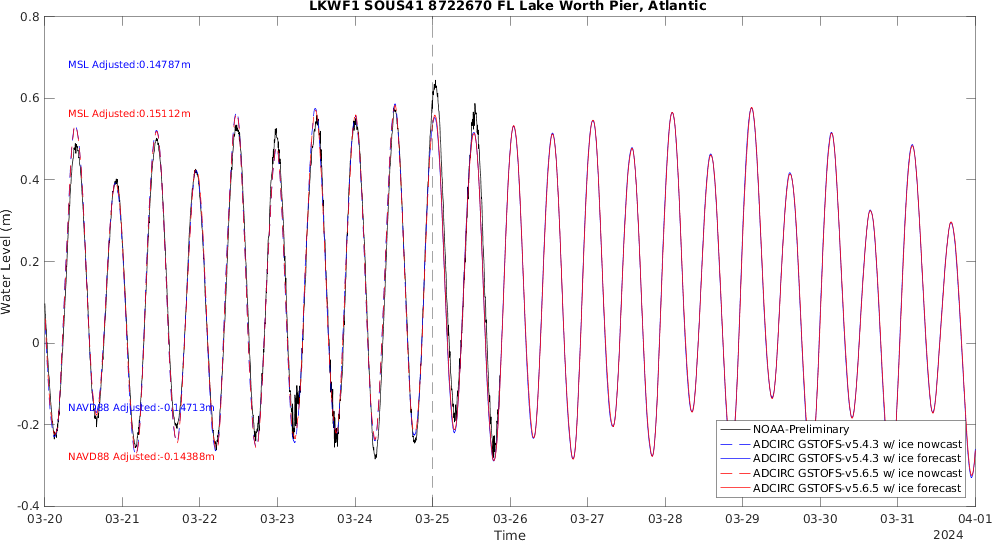 LKWF1 SOUS41 8722670 FL Lake Worth Pier, Atlantic
0.8
0.6
0.4
0.2
0
-0.2
-0.4
Water Level (m)
MSL Adjusted:0.14787m
MSL Adjusted:0.15112m
NAVD88 Adjusted:-0.14713m
NAVD88 Adjusted:-0.14388m
NOAA-Preliminary
ADCIRC GSTOFS-v5.4.3 w/ ice nowcast
ADCIRC GSTOFS-v5.4.3 w/ ice forecast
ADCIRC GSTOFS-v5.6.5 w/ ice nowcast
ADCIRC GSTOFS-v5.6.5 w/ ice forecast
03-20 03-21 03-22 03-23 03-24 03-25 03-26 03-27 03-28 03-29 03-30 03-31 04-01
Time
2024